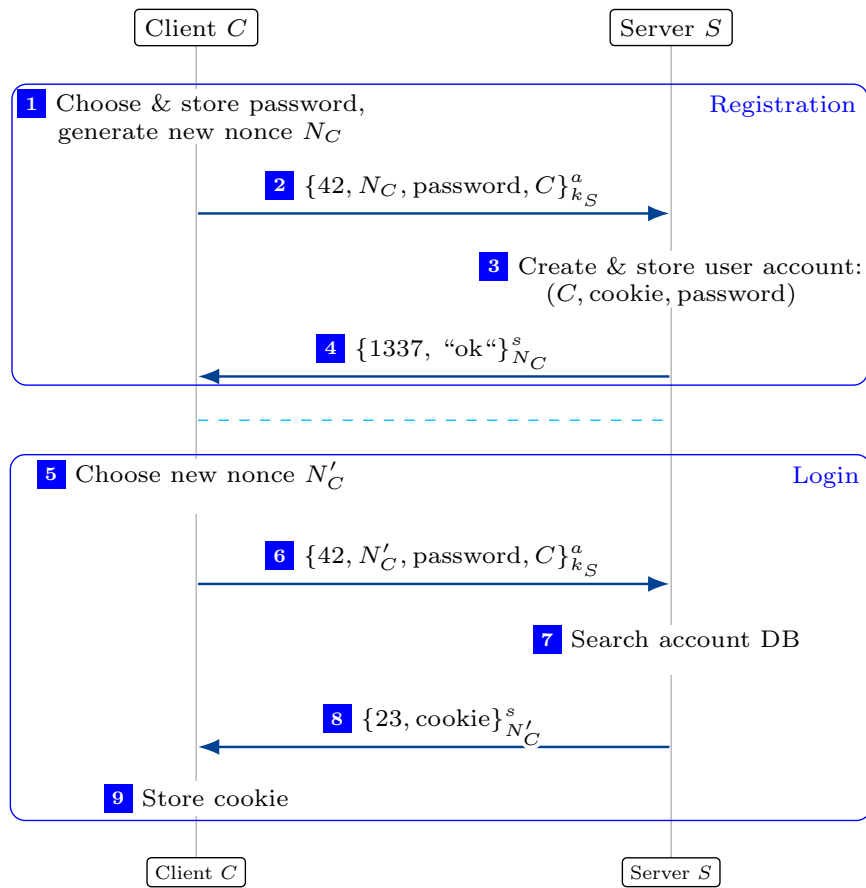 Client C Server S
1 Choose & store password, Registration
generate new nonce N_C
2 {42, N_C, password, C}^a_{k_S}
3 Create & store user account:
(C, cookie, password)
4 {1337, “ok“}^s_{N_C}
5 Choose new nonce N′_C Login
6 {42, N′_C, password, C}^a_{k_S}
7 Search account DB
8 {23, cookie}^s_{N′_C}
9 Store cookie
Client C Server S